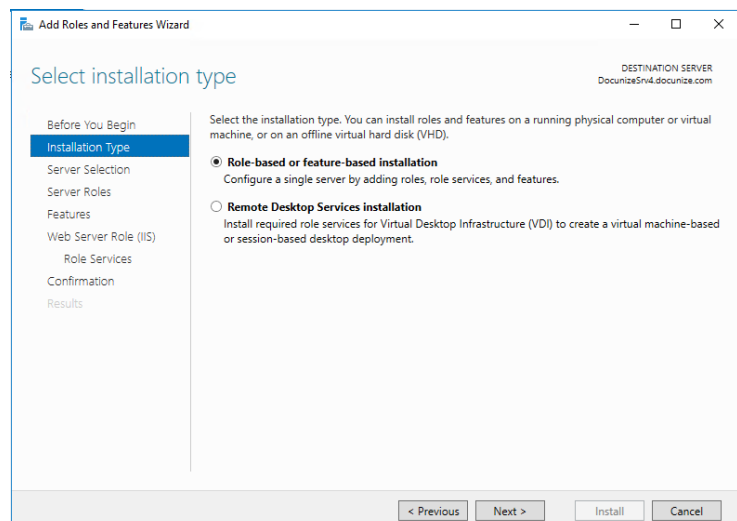 Add Roles and Features Wizard
Select installation type
DESTINATION SERVER
DocunizeSrv4.docunize.com
Before You Begin
Installation Type
Server Selection
Server Roles
Features
Web Server Role (IIS)
Role Services
Confirmation
Results
Select the installation type. You can install roles and features on a running physical computer or virtual
machine, or on an offline virtual hard disk (VHD).
Role-based or feature-based installation
Configure a single server by adding roles, role services, and features.
Remote Desktop Services installation
Install required role services for Virtual Desktop Infrastructure (VDI) to create a virtual machine-based
or session-based desktop deployment.
< Previous
Next >
Install
Cancel